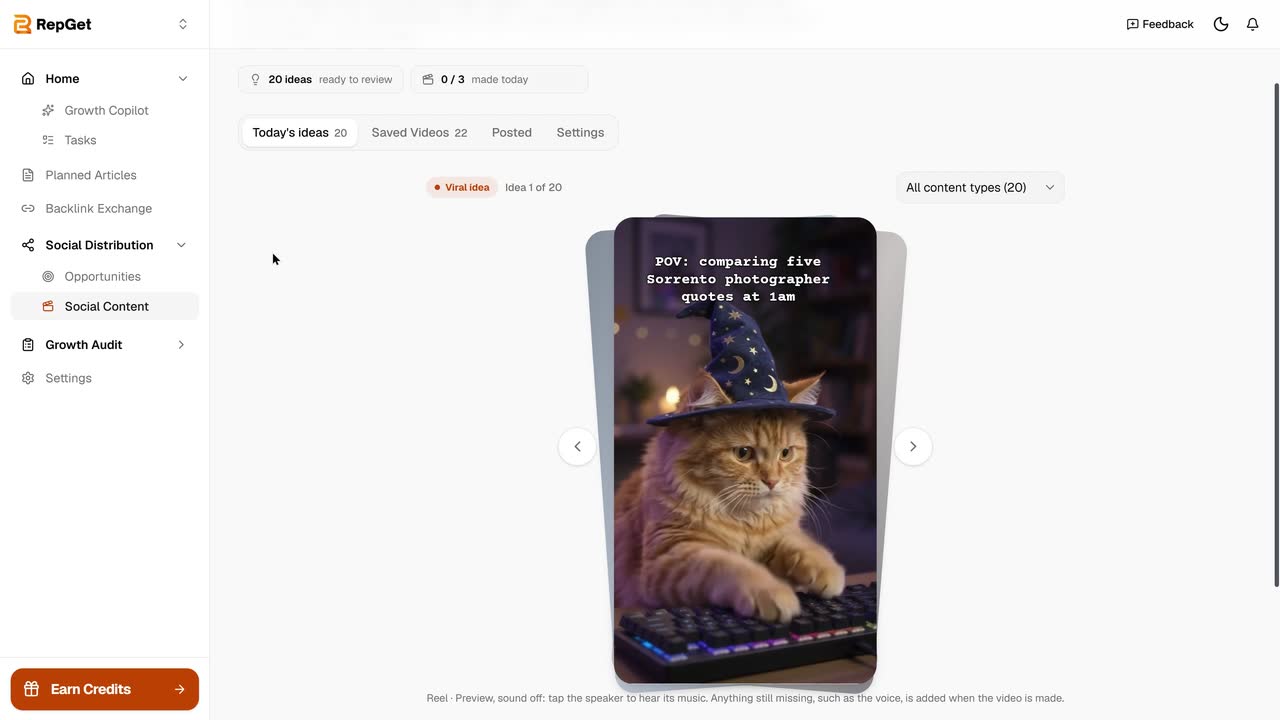 RepGet
Feedback
Home
Growth Copilot
Tasks
Planned Articles
Backlink Exchange
Social Distribution
Opportunities
Social Content
Growth Audit
Settings
Earn Credits
20 ideas ready to review
0 / 3 made today
Today's ideas 20
Saved Videos 22
Posted
Settings
Viral idea
Idea 1 of 20
All content types (20)
POV: comparing five
Sorrento photographer
quotes at 1am
Reel · Preview, sound off: tap the speaker to hear its music. Anything still missing, such as the voice, is added when the video is made.